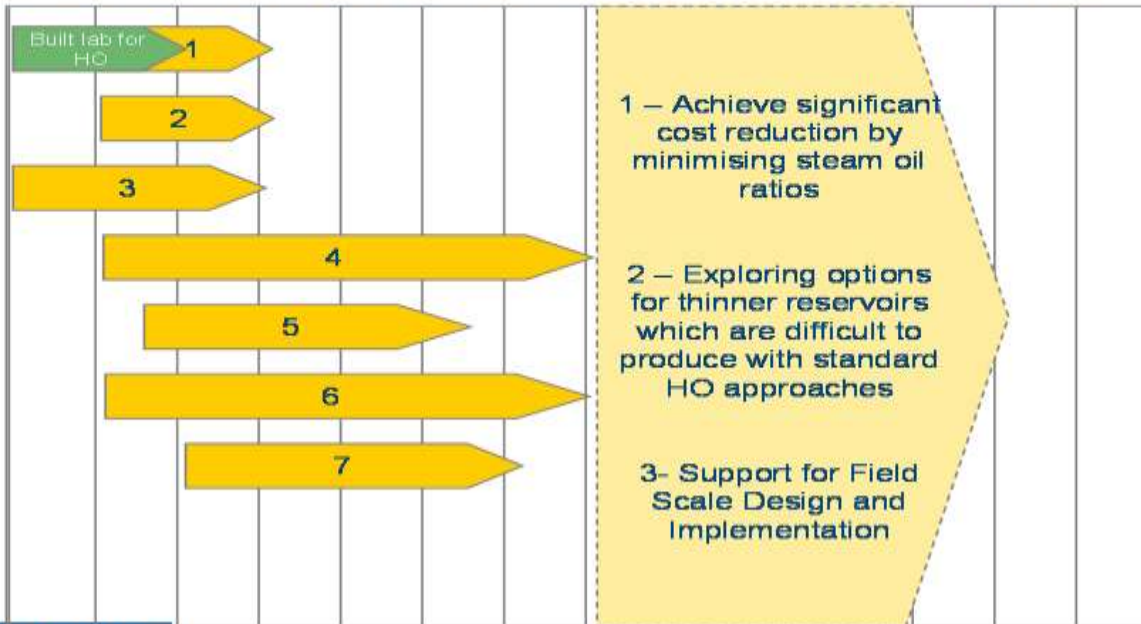 Built lab for
HO
1
2
3
4
5
6
7
1 – Achieve significant
cost reduction by
minimising steam oil
ratios
2 – Exploring options
for thinner reservoirs
which are difficult to
produce with standard
HO approaches
3- Support for Field
Scale Design and
Implementation